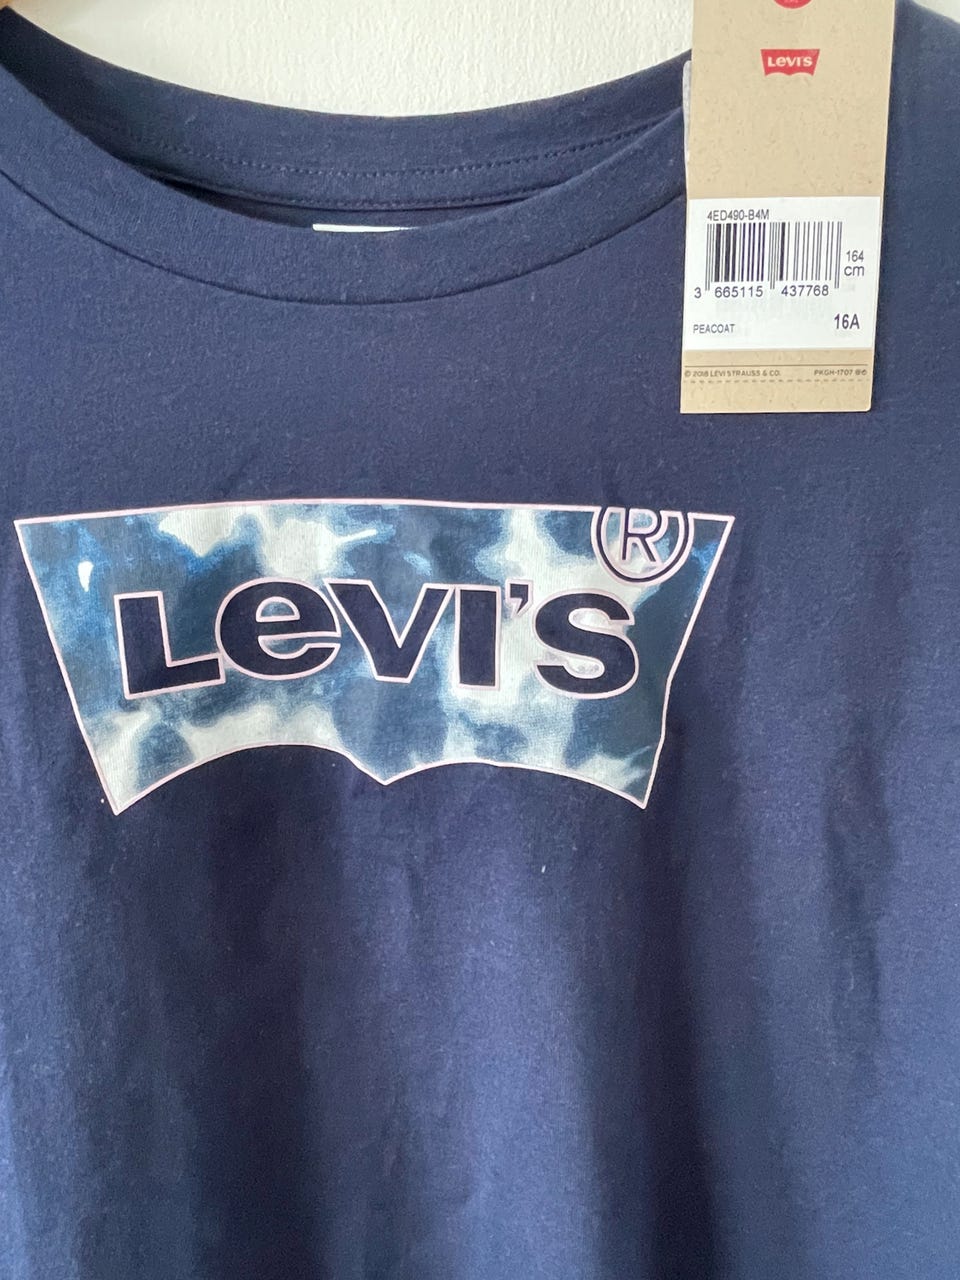 Levi's
4ED490-B4M
164
cm
3 665115 437768
PEACOAT 16A
© 2018 LEVI STRAUSS & CO. PKGH-1707
R
Levi's